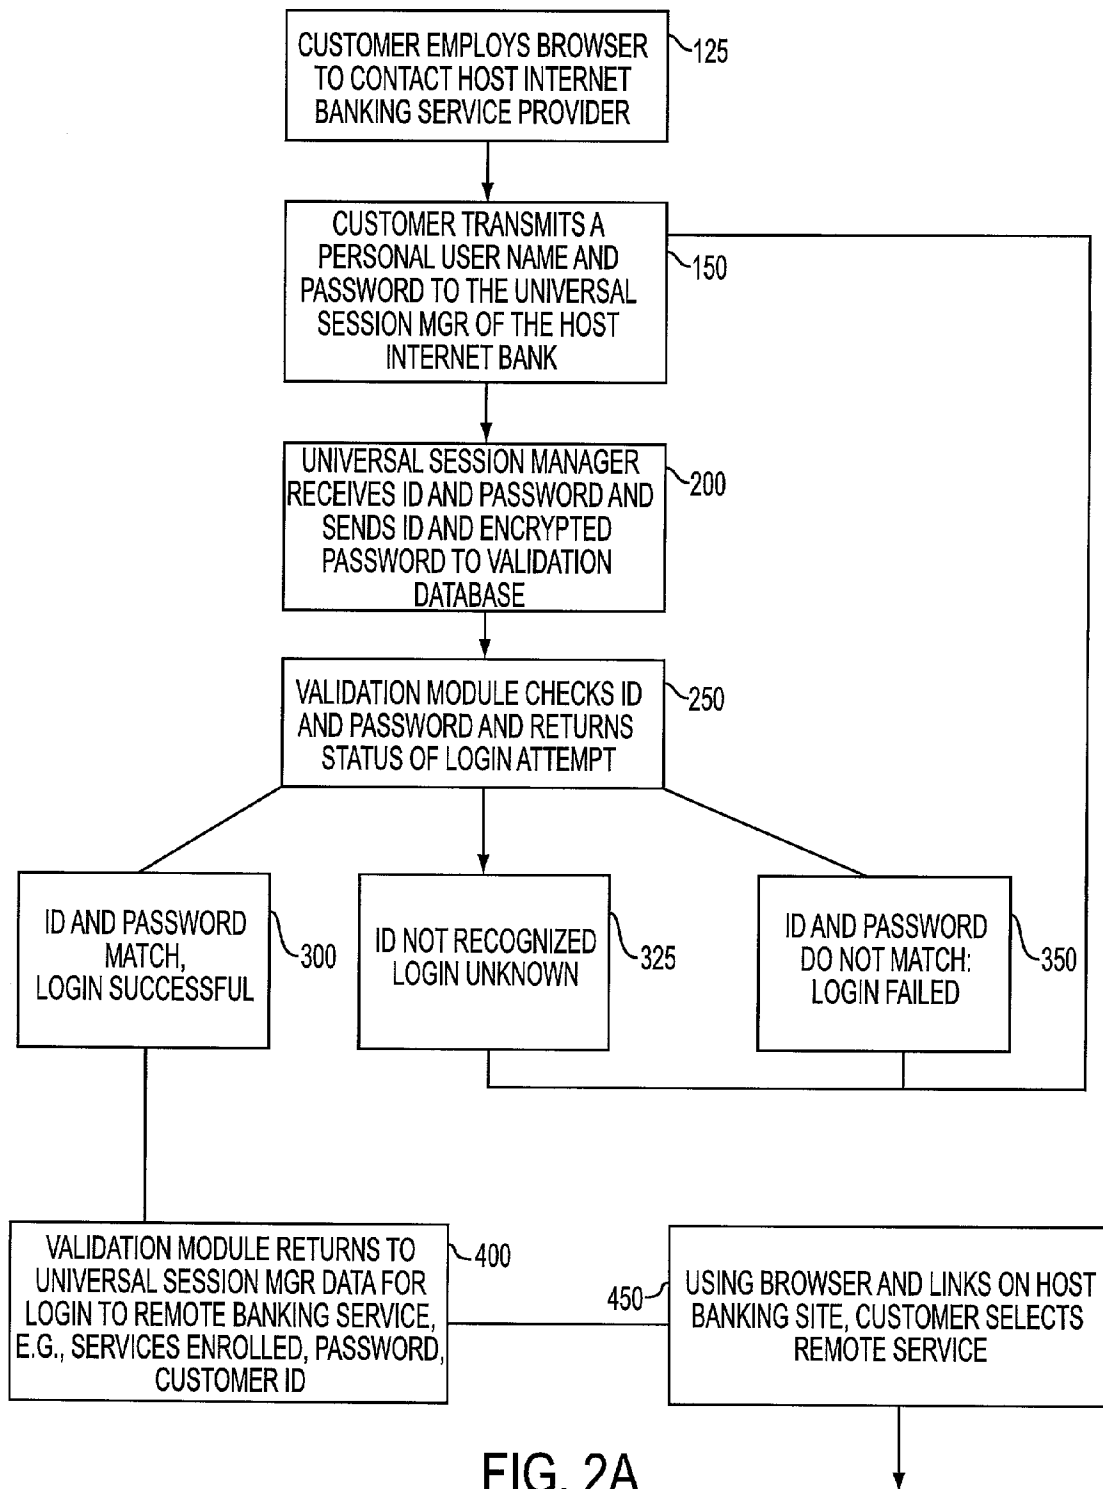 CUSTOMER EMPLOYS BROWSER
TO CONTACT HOST INTERNET
BANKING SERVICE PROVIDER
125
CUSTOMER TRANSMITS A
PERSONAL USER NAME AND
PASSWORD TO THE UNIVERSAL
SESSION MGR OF THE HOST
INTERNET BANK
150
UNIVERSAL SESSION MANAGER
RECEIVES ID AND PASSWORD AND
SENDS ID AND ENCRYPTED
PASSWORD TO VALIDATION
DATABASE
200
VALIDATION MODULE CHECKS ID
AND PASSWORD AND RETURNS
STATUS OF LOGIN ATTEMPT
250
ID AND PASSWORD
MATCH,
LOGIN SUCCESSFUL
300
ID NOT RECOGNIZED
LOGIN UNKNOWN
325
ID AND PASSWORD
DO NOT MATCH:
LOGIN FAILED
350
VALIDATION MODULE RETURNS TO
UNIVERSAL SESSION MGR DATA FOR
LOGIN TO REMOTE BANKING SERVICE,
E.G., SERVICES ENROLLED, PASSWORD,
CUSTOMER ID
400
450
USING BROWSER AND LINKS ON HOST
BANKING SITE, CUSTOMER SELECTS
REMOTE SERVICE
FIG. 2A